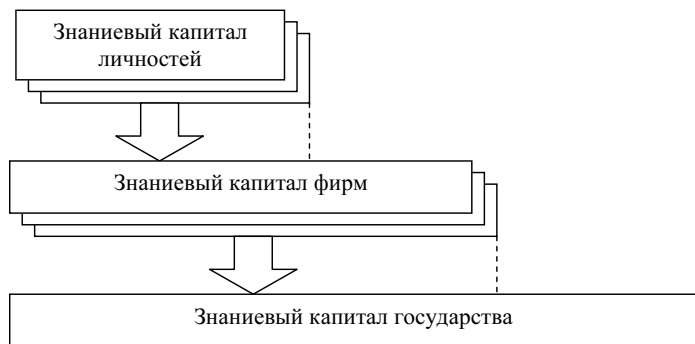 Знаниевый капитал
личностей
Знаниевый капитал фирм
Знаниевый капитал государства